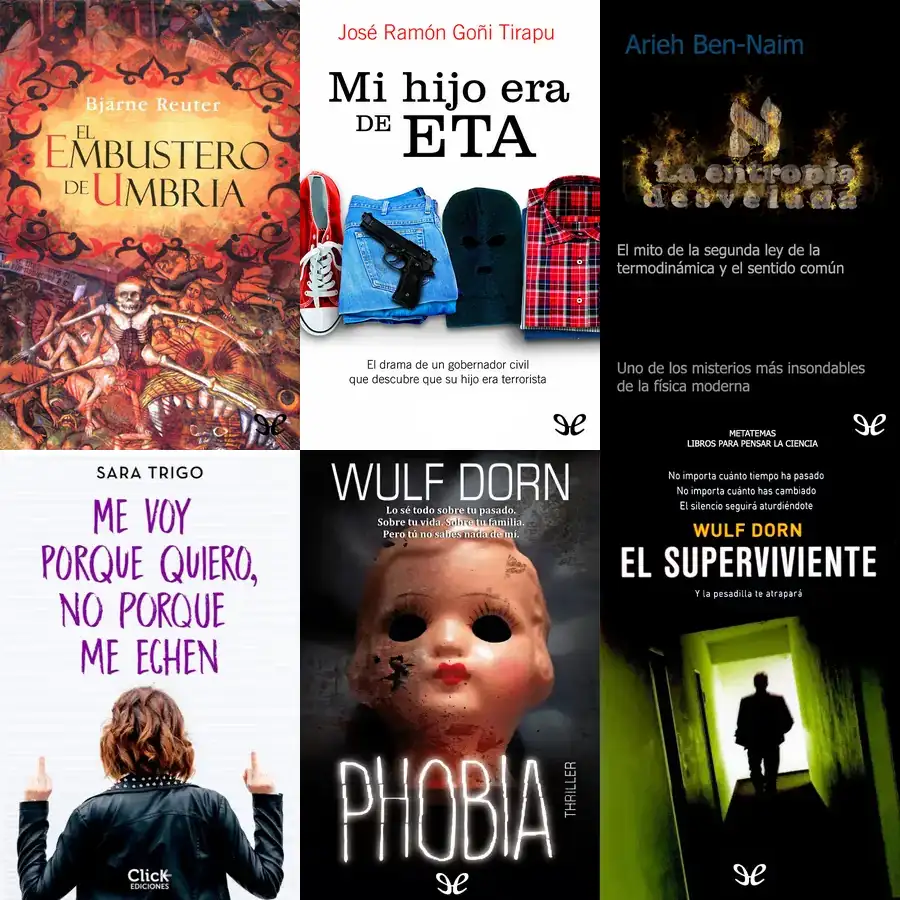 Bjarne Reuter
EL
EMBUSTERO
DE UMBRIA
José Ramón Goñi Tirapu
Mi hijo era
DE ETA
El drama de un gobernador civil
que descubre que su hijo era terrorista
Arieh Ben-Naim
א
La entropía
desvelada
El mito de la segunda ley de la
termodinámica y el sentido común
Uno de los misterios más insondables
de la física moderna
METATEMAS
LIBROS PARA PENSAR LA CIENCIA
SARA TRIGO
ME VOY
PORQUE QUIERO,
NO PORQUE
ME ECHEN
Click
EDICIONES
WULF DORN
Lo sé todo sobre tu pasado.
Sobre tu vida. Sobre tu familia.
Pero tú no sabes nada de mí.
PHOBIA
THRILLER
No importa cuánto tiempo ha pasado
No importa cuánto has cambiado
El silencio seguirá aturdiéndote
WULF DORN
EL SUPERVIVIENTE
Y la pesadilla te atrapará